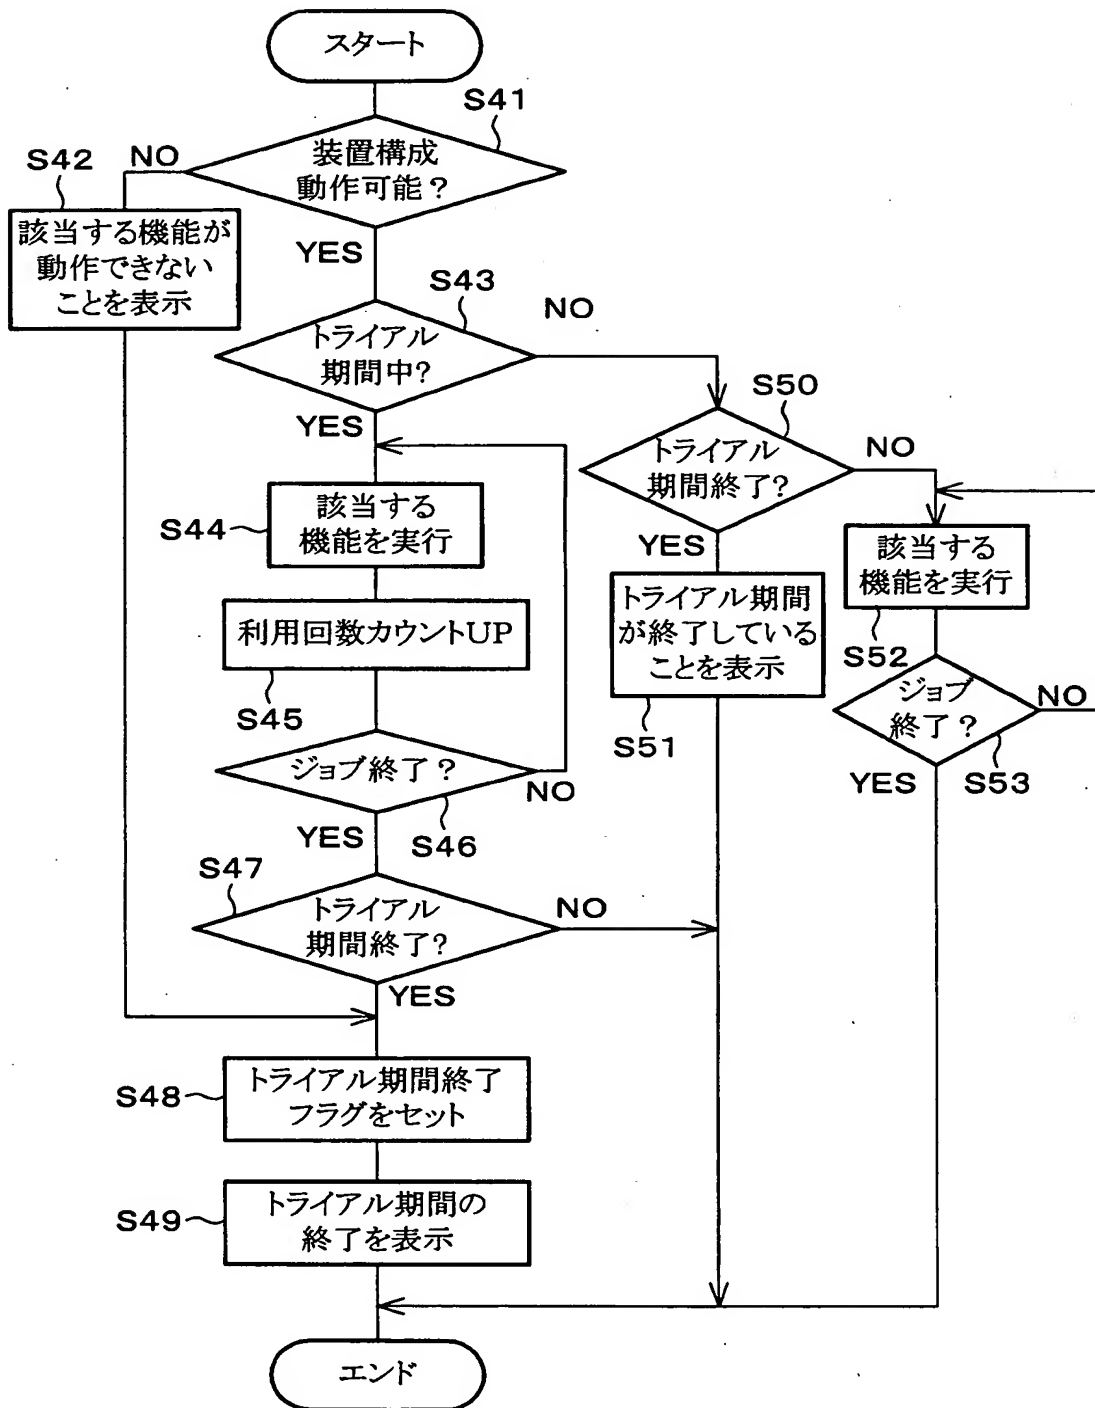 スタート
S41
装置構成
動作可能？
NO
S42
該当する機能が
動作できない
ことを表示
YES
S43
トライアル
期間中?
NO
YES
S44
該当する
機能を実行
利用回数カウントUP
S45
ジョブ終了？
NO
S46
YES
S47
トライアル
期間終了?
NO
YES
S48
トライアル期間終了
フラグをセット
S49
トライアル期間の
終了を表示
S50
トライアル
期間終了?
NO
YES
トライアル期間
が終了している
ことを表示
S51
該当する
機能を実行
S52
ジョブ
終了？
NO
YES
S53
エンド